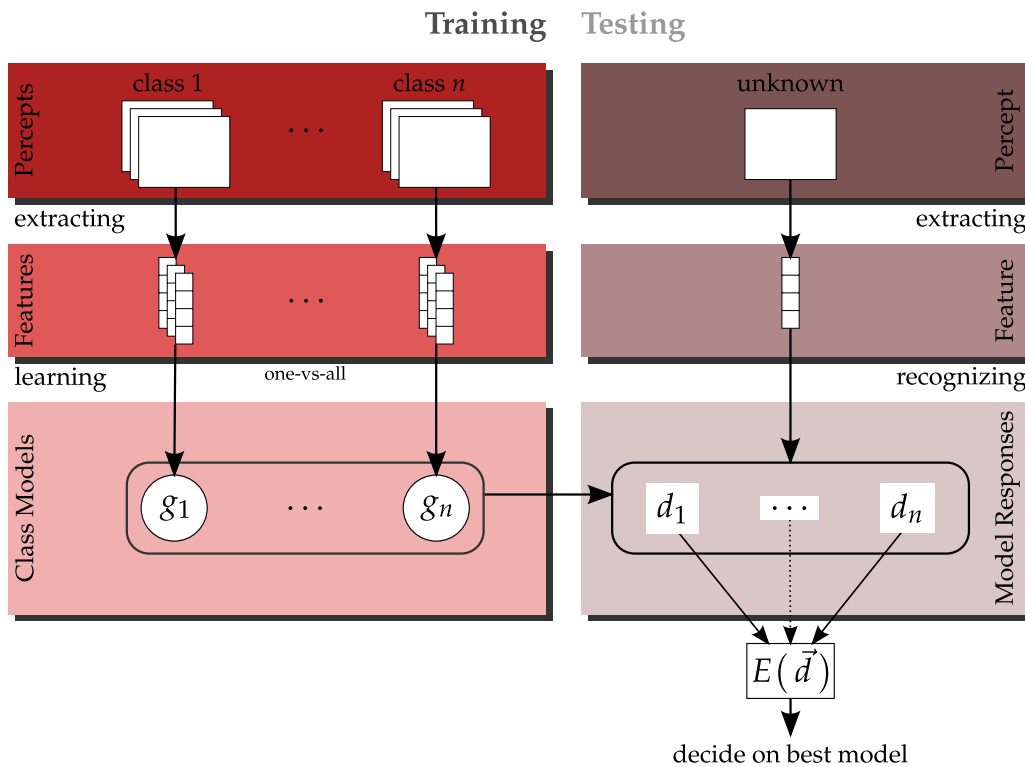 Training Testing
class 1
class n
unknown
Percepts
· · ·
Percept
extracting
extracting
Features
· · ·
Feature
learning
one-vs-all
recognizing
Class Models
g₁ · · · gₙ
d₁ · · · dₙ
Model Responses
E(d⃗)
decide on best model